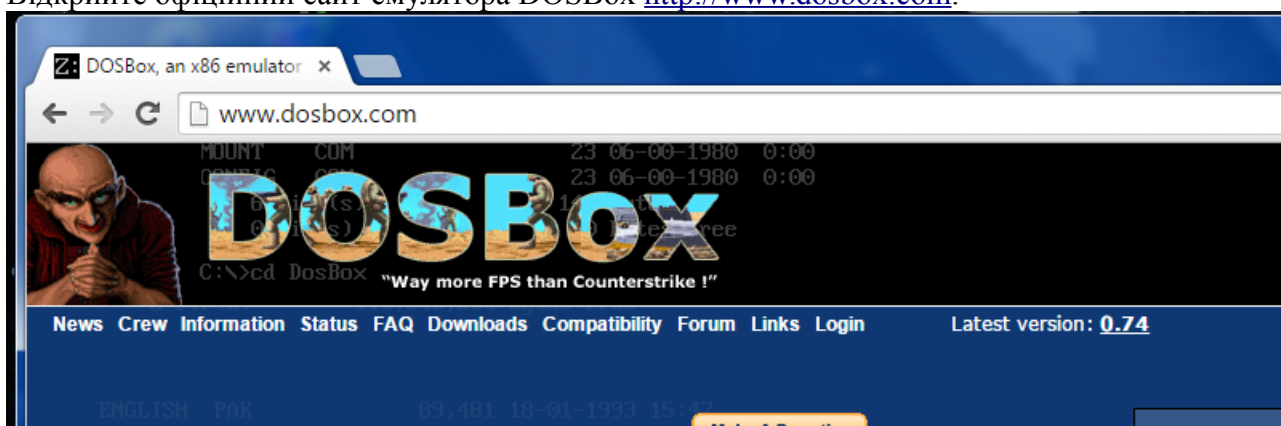 Відкрийте офіційний сайт емулятора DOSBox http://www.dosbox.com.
Z: DOSBox, an x86 emulator ×
www.dosbox.com
MOUNT COM 23 06-00-1980 0:00
COM 23 06-00-1980 0:00
DOSBox
C:\>cd DosBox
"Way more FPS than Counterstrike !"
News Crew Information Status FAQ Downloads Compatibility Forum Links Login Latest version: 0.74
ENGLISH PAK 89,481 18-01-1993 15:42